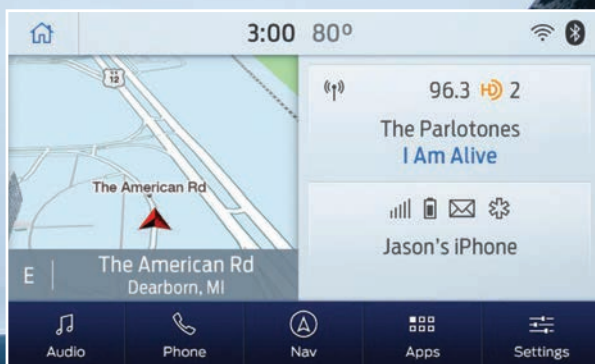 3:00 80°
12
The American Rd
E
The American Rd
Dearborn, MI
96.3 HD 2
The Parlotones
I Am Alive
Jason's iPhone
Audio
Phone
Nav
Apps
Settings